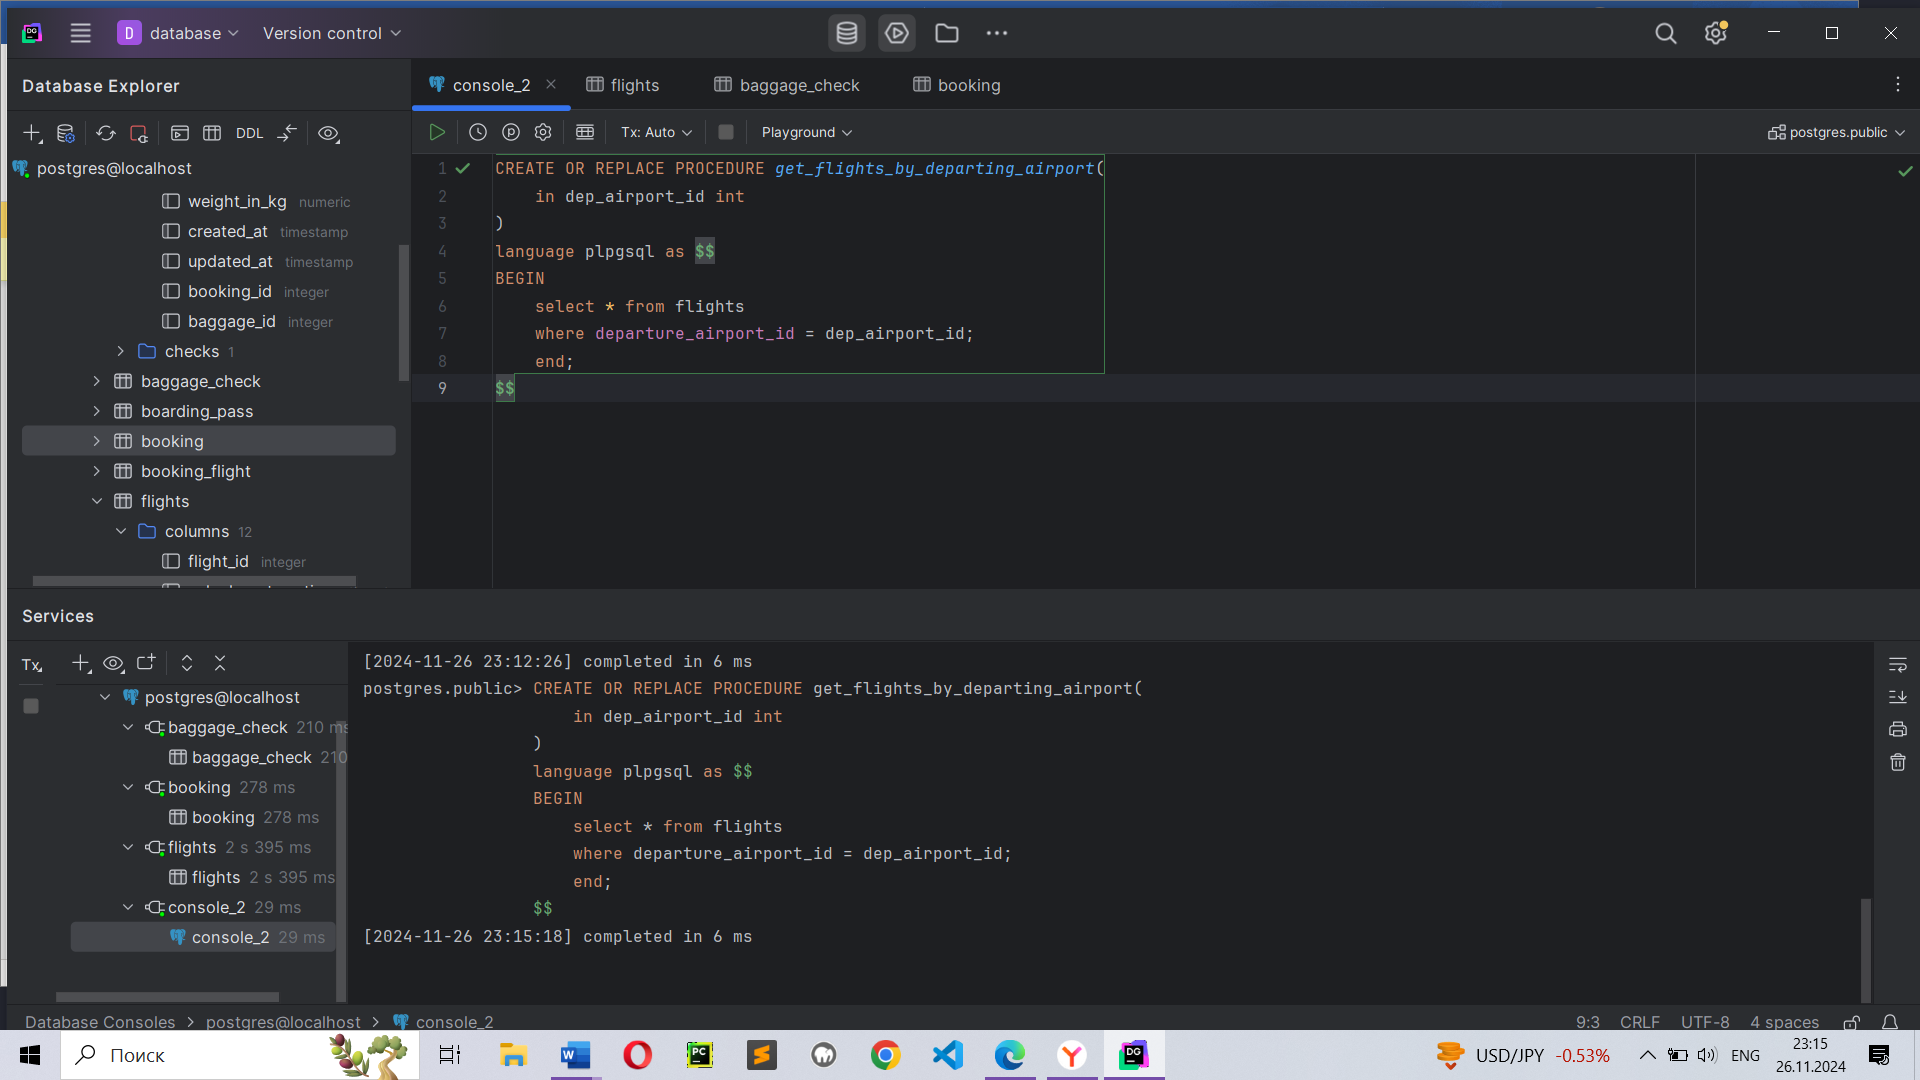 D database Version control
Database Explorer
console_2 flights baggage_check booking
DDL
Tx: Auto Playground postgres.public
postgres@localhost
weight_in_kg numeric
created_at timestamp
updated_at timestamp
booking_id integer
baggage_id integer
checks 1
baggage_check
boarding_pass
booking
booking_flight
flights
columns 12
flight_id integer
1 CREATE OR REPLACE PROCEDURE get_flights_by_departing_airport(
2 in dep_airport_id int
3 )
4 language plpgsql as $$
5 BEGIN
6 select * from flights
7 where departure_airport_id = dep_airport_id;
8 end;
9 $$
Services
Tx
postgres@localhost
baggage_check 210 ms
baggage_check 210
booking 278 ms
booking 278 ms
flights 2 s 395 ms
flights 2 s 395 ms
console_2 29 ms
console_2 29 ms
[2024-11-26 23:12:26] completed in 6 ms
postgres.public> CREATE OR REPLACE PROCEDURE get_flights_by_departing_airport(
in dep_airport_id int
)
language plpgsql as $$
BEGIN
select * from flights
where departure_airport_id = dep_airport_id;
end;
$$
[2024-11-26 23:15:18] completed in 6 ms
Database Consoles > postgres@localhost > console_2
9:3 CRLF UTF-8 4 spaces
Поиск
USD/JPY -0.53%
ENG
23:15
26.11.2024